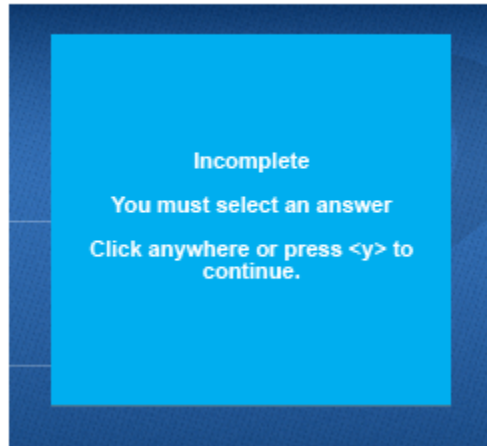 Incomplete
You must select an answer
Click anywhere or press <y> to
continue.